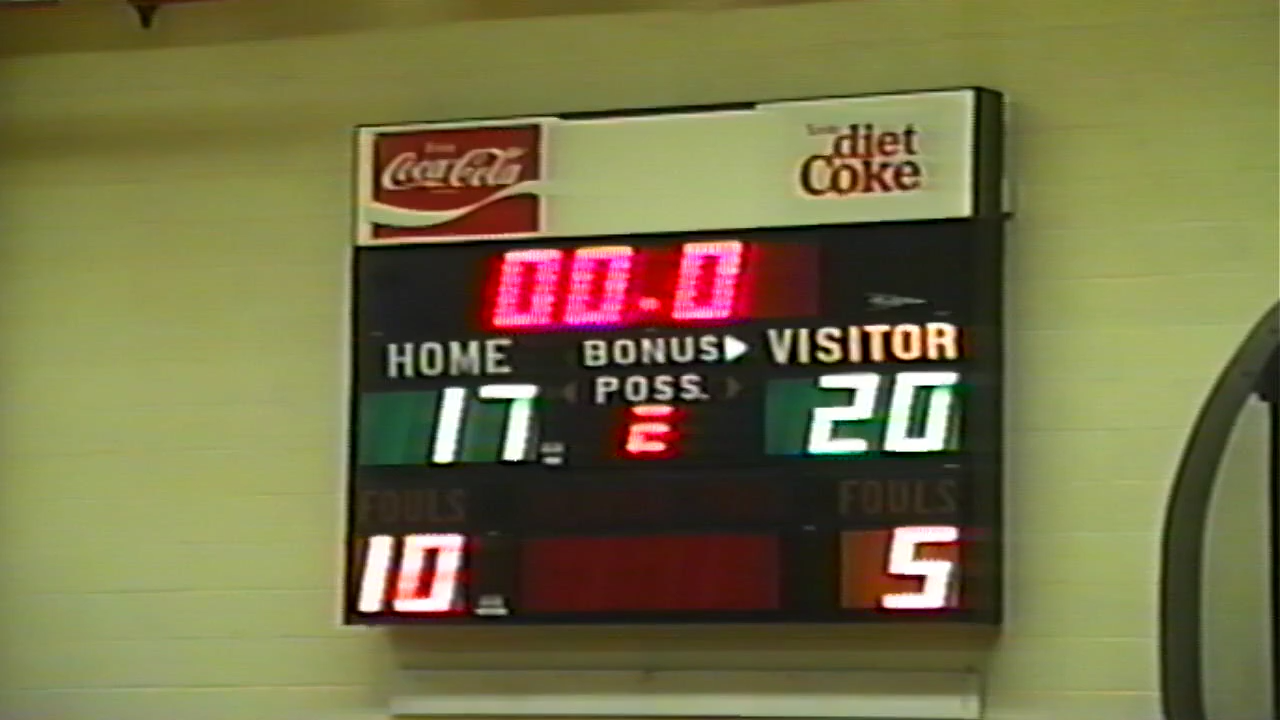 Coca-Cola
diet
Coke
00.0
HOME BONUS VISITOR
POSS.
17 2 20
FOULS FOULS
10 5